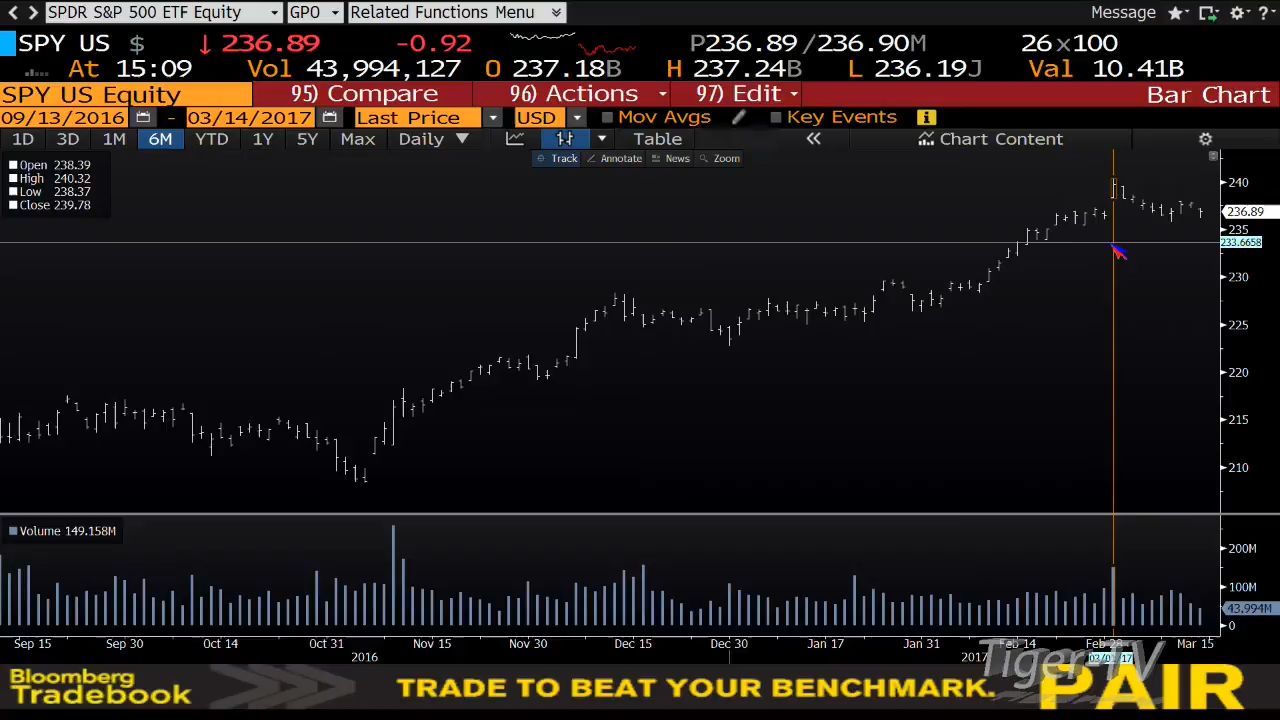 SPDR S&P 500 ETF Equity GPO Related Functions Menu Message ?
SPY US $ ↓ 236.89 -0.92 P236.89/236.90M 26x100
At 15:09 Vol 43,994,127 O 237.18B H 237.24B L 236.19J Val 10.41B
SPY US Equity 95) Compare 96) Actions 97) Edit Bar Chart
09/13/2016 - 03/14/2017 Last Price USD Mov Avgs Key Events i
1D 3D 1M 6M YTD 1Y 5Y Max Daily Table « Chart Content
Track Annotate News Zoom
Open 238.39
High 240.32
Low 238.37
Close 239.78
240
236.89
235
233.6658
230
225
220
215
210
Volume 149.158M
200M
100M
43.994M
0
Sep 15 Sep 30 Oct 14 Oct 31 Nov 15 Nov 30 Dec 15 Dec 30 Jan 17 Jan 31 Feb 14 Feb 28 Mar 15
2016 2017
Tiger-TV
Bloomberg
Tradebook
TRADE TO BEAT YOUR BENCHMARK.
PAIR